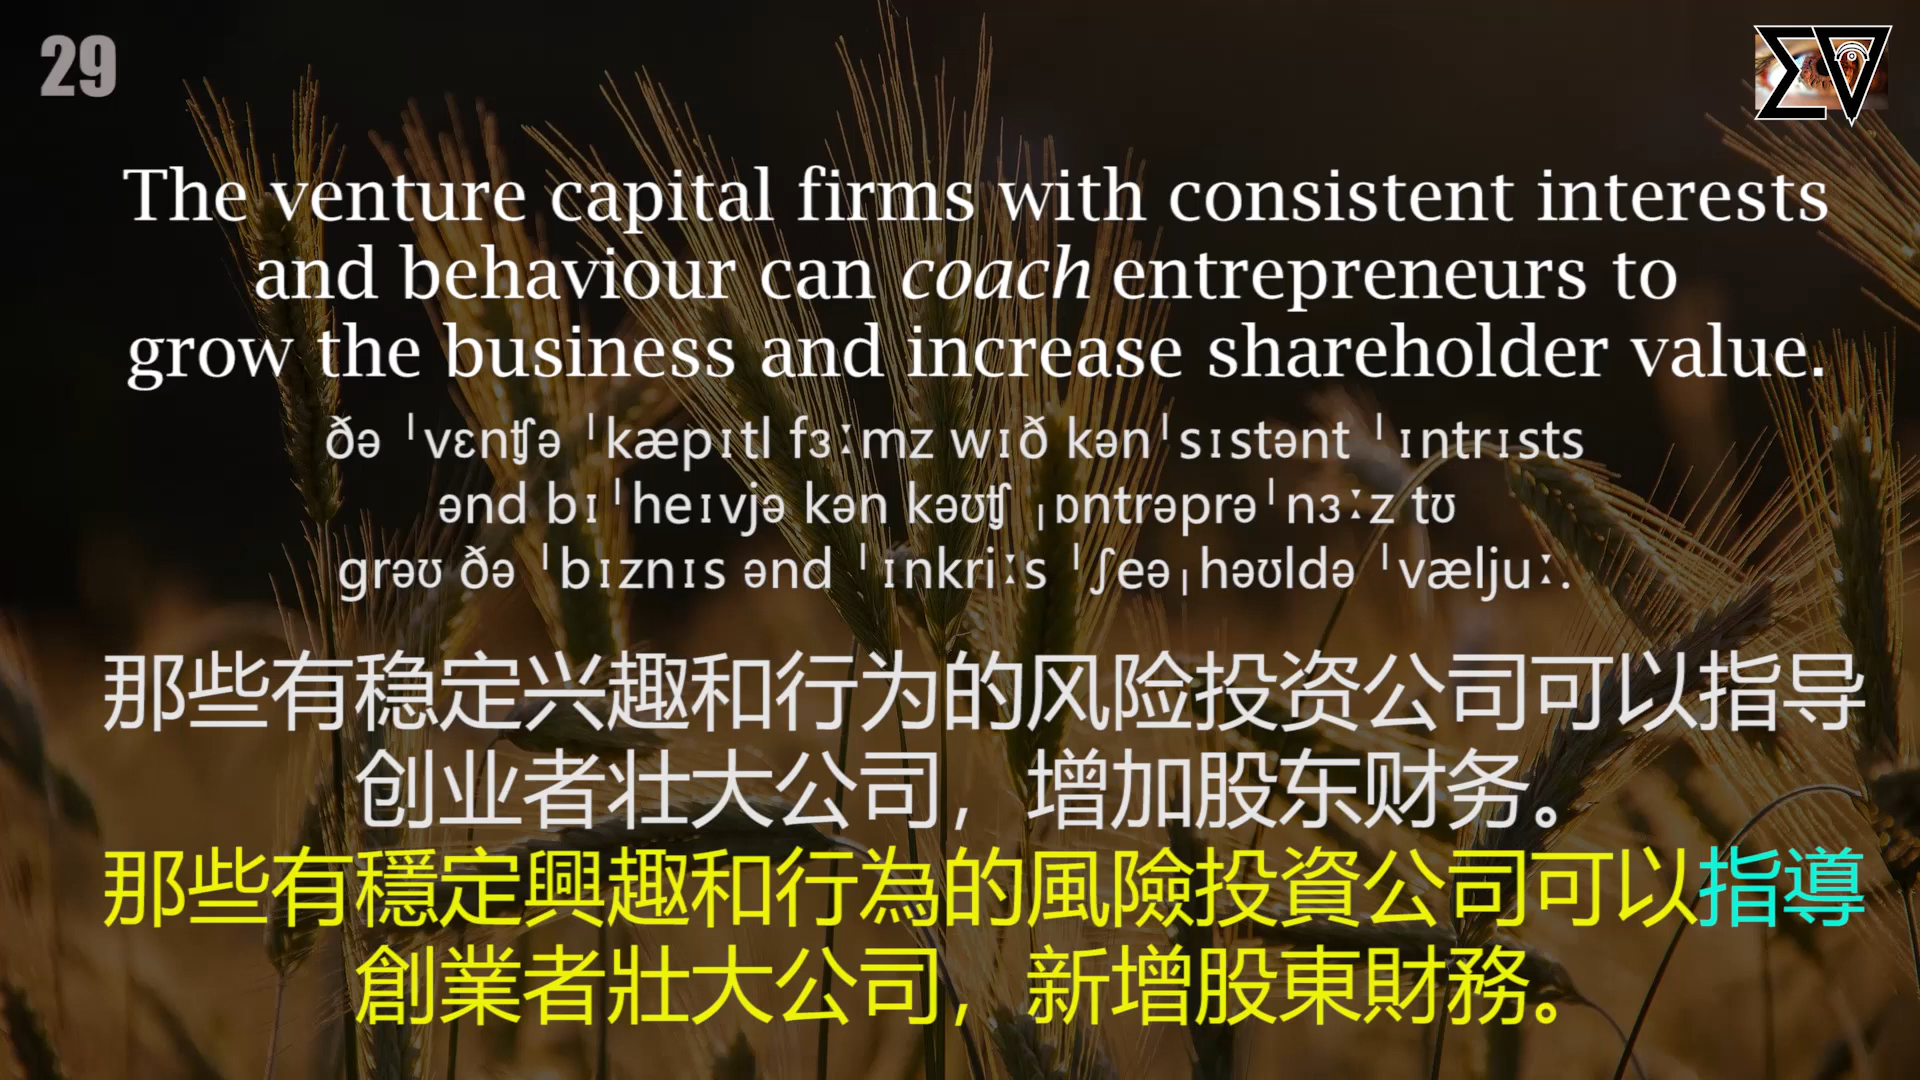 29
ΣV
The venture capital firms with consistent interests
and behaviour can coach entrepreneurs to
grow the business and increase shareholder value.
ðə ˈvɛnʧə ˈkæpɪtl fɜːmz wɪð kənˈsɪstənt ˈɪntrɪsts
ənd bɪˈheɪvjə kən kəʊʧ ˌɒntrəprəˈnɜːz tʊ
grəʊ ðə ˈbɪznɪs ənd ˈɪnkriːs ˈʃeəˌhəʊldə ˈvæljuː.
那些有稳定兴趣和行为的风险投资公司可以指导
创业者壮大公司，增加股东财务。
那些有穩定興趣和行為的風險投資公司可以指導
創業者壯大公司，新增股東財務。